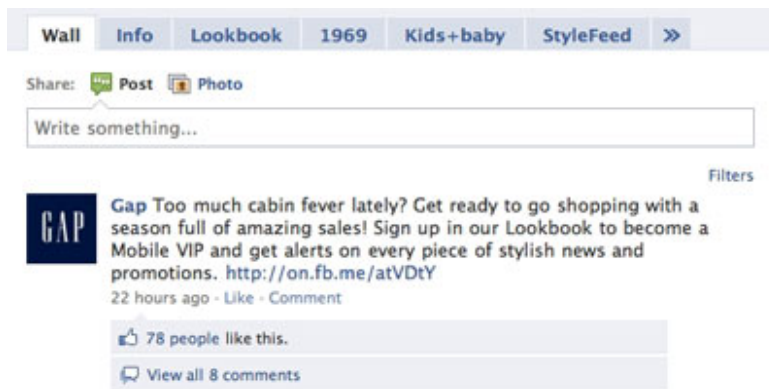 Wall Info Lookbook 1969 Kids+baby StyleFeed »
Share: Post Photo
Write something...
Filters
GAP
Gap Too much cabin fever lately? Get ready to go shopping with a
season full of amazing sales! Sign up in our Lookbook to become a
Mobile VIP and get alerts on every piece of stylish news and
promotions. http://on.fb.me/atVDtY
22 hours ago · Like · Comment
78 people like this.
View all 8 comments